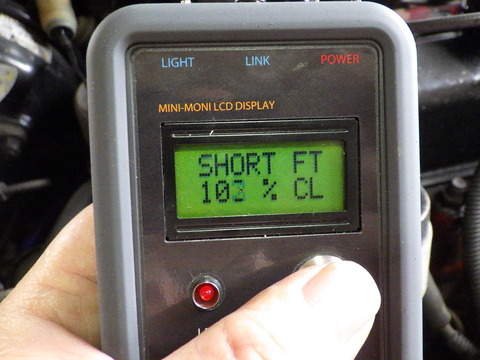 LIGHT LINK POWER
MINI-MONI LCD DISPLAY
SHORT FT
103 % CL